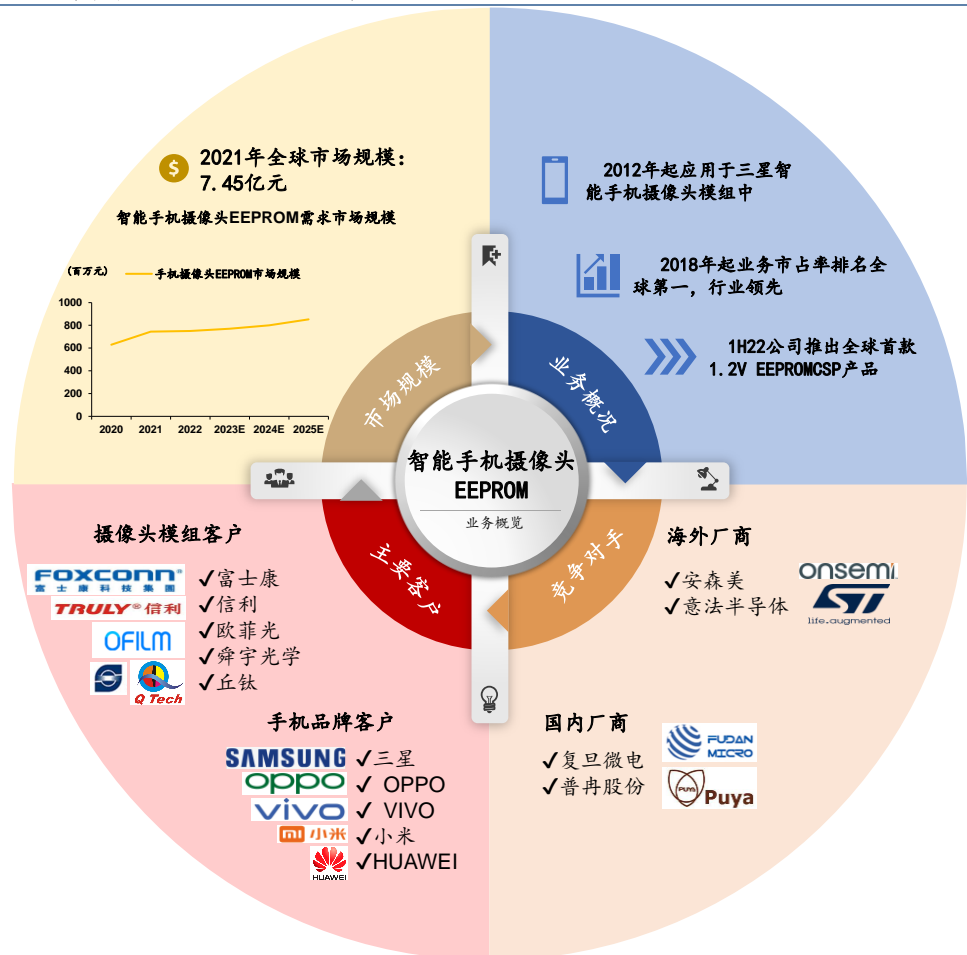 2021年全球市场规模：
7.45亿元
智能手机摄像头EEPROM需求市场规模
(百万元)
手机摄像头EEPROM市场规模
1000
800
600
400
200
0
2020 2021 2022 2023E 2024E 2025E
2012年起应用于三星智
能手机摄像头模组中
2018年起业务市占率排名全
球第一，行业领先
1H22公司推出全球首款
1.2V EEPROMCSP产品
市场规模
业务概况
智能手机摄像头
EEPROM
业务概览
主要客户
竞争对手
摄像头模组客户
FOXCONN®
富士康科技集团
TRULY®信利
OFILM
Q Tech
✓富士康
✓信利
✓欧菲光
✓舜宇光学
✓丘钛
手机品牌客户
SAMSUNG
oppo
vivo
mi 小米
HUAWEI
✓三星
✓ OPPO
✓ VIVO
✓小米
✓HUAWEI
海外厂商
✓安森美
✓意法半导体
onsemi
ST
life.augmented
国内厂商
✓复旦微电
✓普冉股份
FUDAN
MICRO
PUYA
Puya